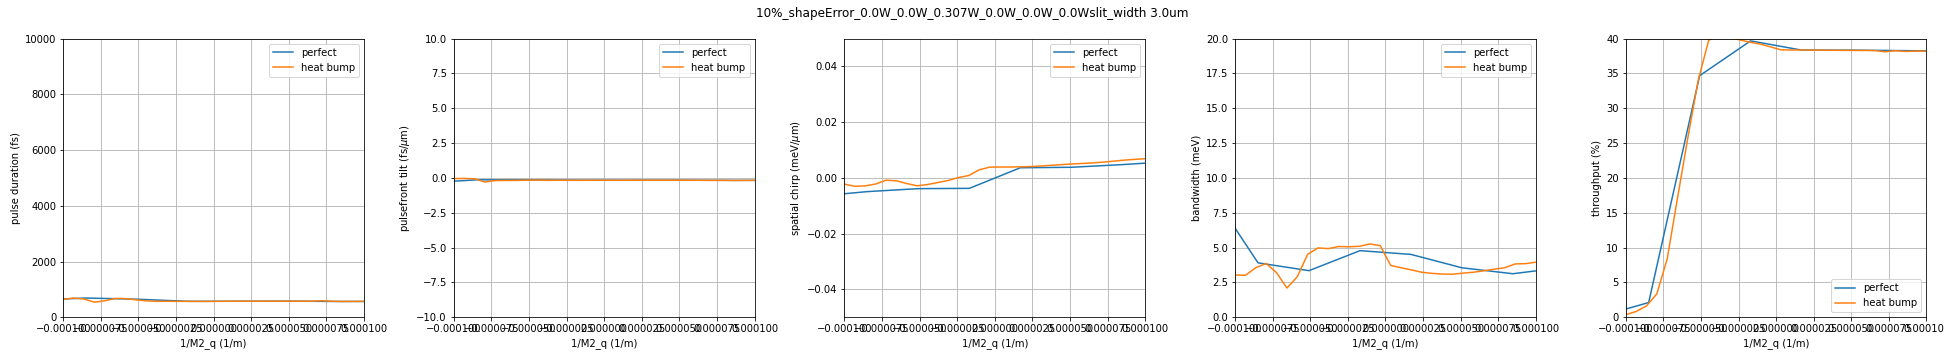 10%_shapeError_0.0W_0.0W_0.307W_0.0W_0.0W_0.0Wslit_width 3.0um
pulse duration (fs)
10000
8000
6000
4000
2000
0
perfect
heat bump
1/M2_q (1/m)
pulsefront tilt (fs/μm)
10.0
7.5
5.0
2.5
0.0
−2.5
−5.0
−7.5
−10.0
perfect
heat bump
1/M2_q (1/m)
spatial chirp (meV/μm)
0.04
0.02
0.00
−0.02
−0.04
perfect
heat bump
1/M2_q (1/m)
bandwidth (meV)
20.0
17.5
15.0
12.5
10.0
7.5
5.0
2.5
0.0
perfect
heat bump
1/M2_q (1/m)
throughput (%)
40
35
30
25
20
15
10
5
0
perfect
heat bump
1/M2_q (1/m)